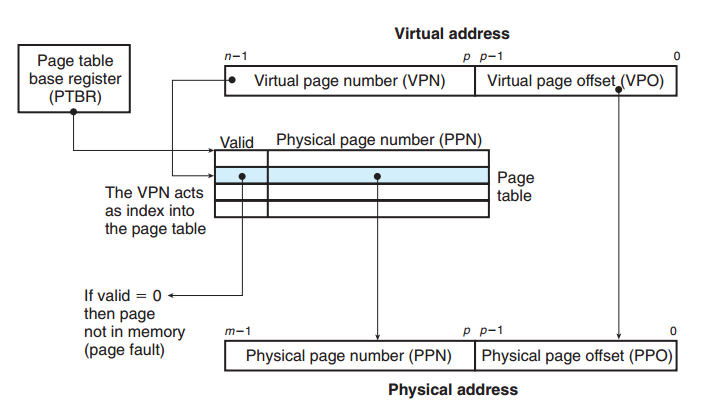 Virtual address
Page table
base register
(PTBR)
n−1
p p−1
0
Virtual page number (VPN)
Virtual page offset (VPO)
Valid
Physical page number (PPN)
Page
table
The VPN acts
as index into
the page table
If valid = 0
then page
not in memory
(page fault)
m−1
p p−1
0
Physical page number (PPN)
Physical page offset (PPO)
Physical address